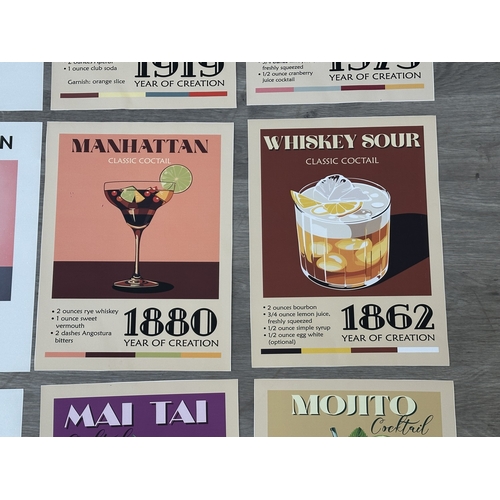 • 1 ounce club soda
Garnish: orange slice
1919
YEAR OF CREATION
freshly squeezed
• 1/2 ounce cranberry
juice cocktail
YEAR OF CREATION
N
MANHATTAN
CLASSIC COCTAIL
• 2 ounces rye whiskey
• 1 ounce sweet
vermouth
• 2 dashes Angostura
bitters
1880
YEAR OF CREATION
WHISKEY SOUR
CLASSIC COCTAIL
• 2 ounces bourbon
• 3/4 ounce lemon juice,
freshly squeezed
• 1/2 ounce simple syrup
• 1/2 ounce egg white
(optional)
1862
YEAR OF CREATION
MAI TAI
Cocktail
MOJITO
Cocktail